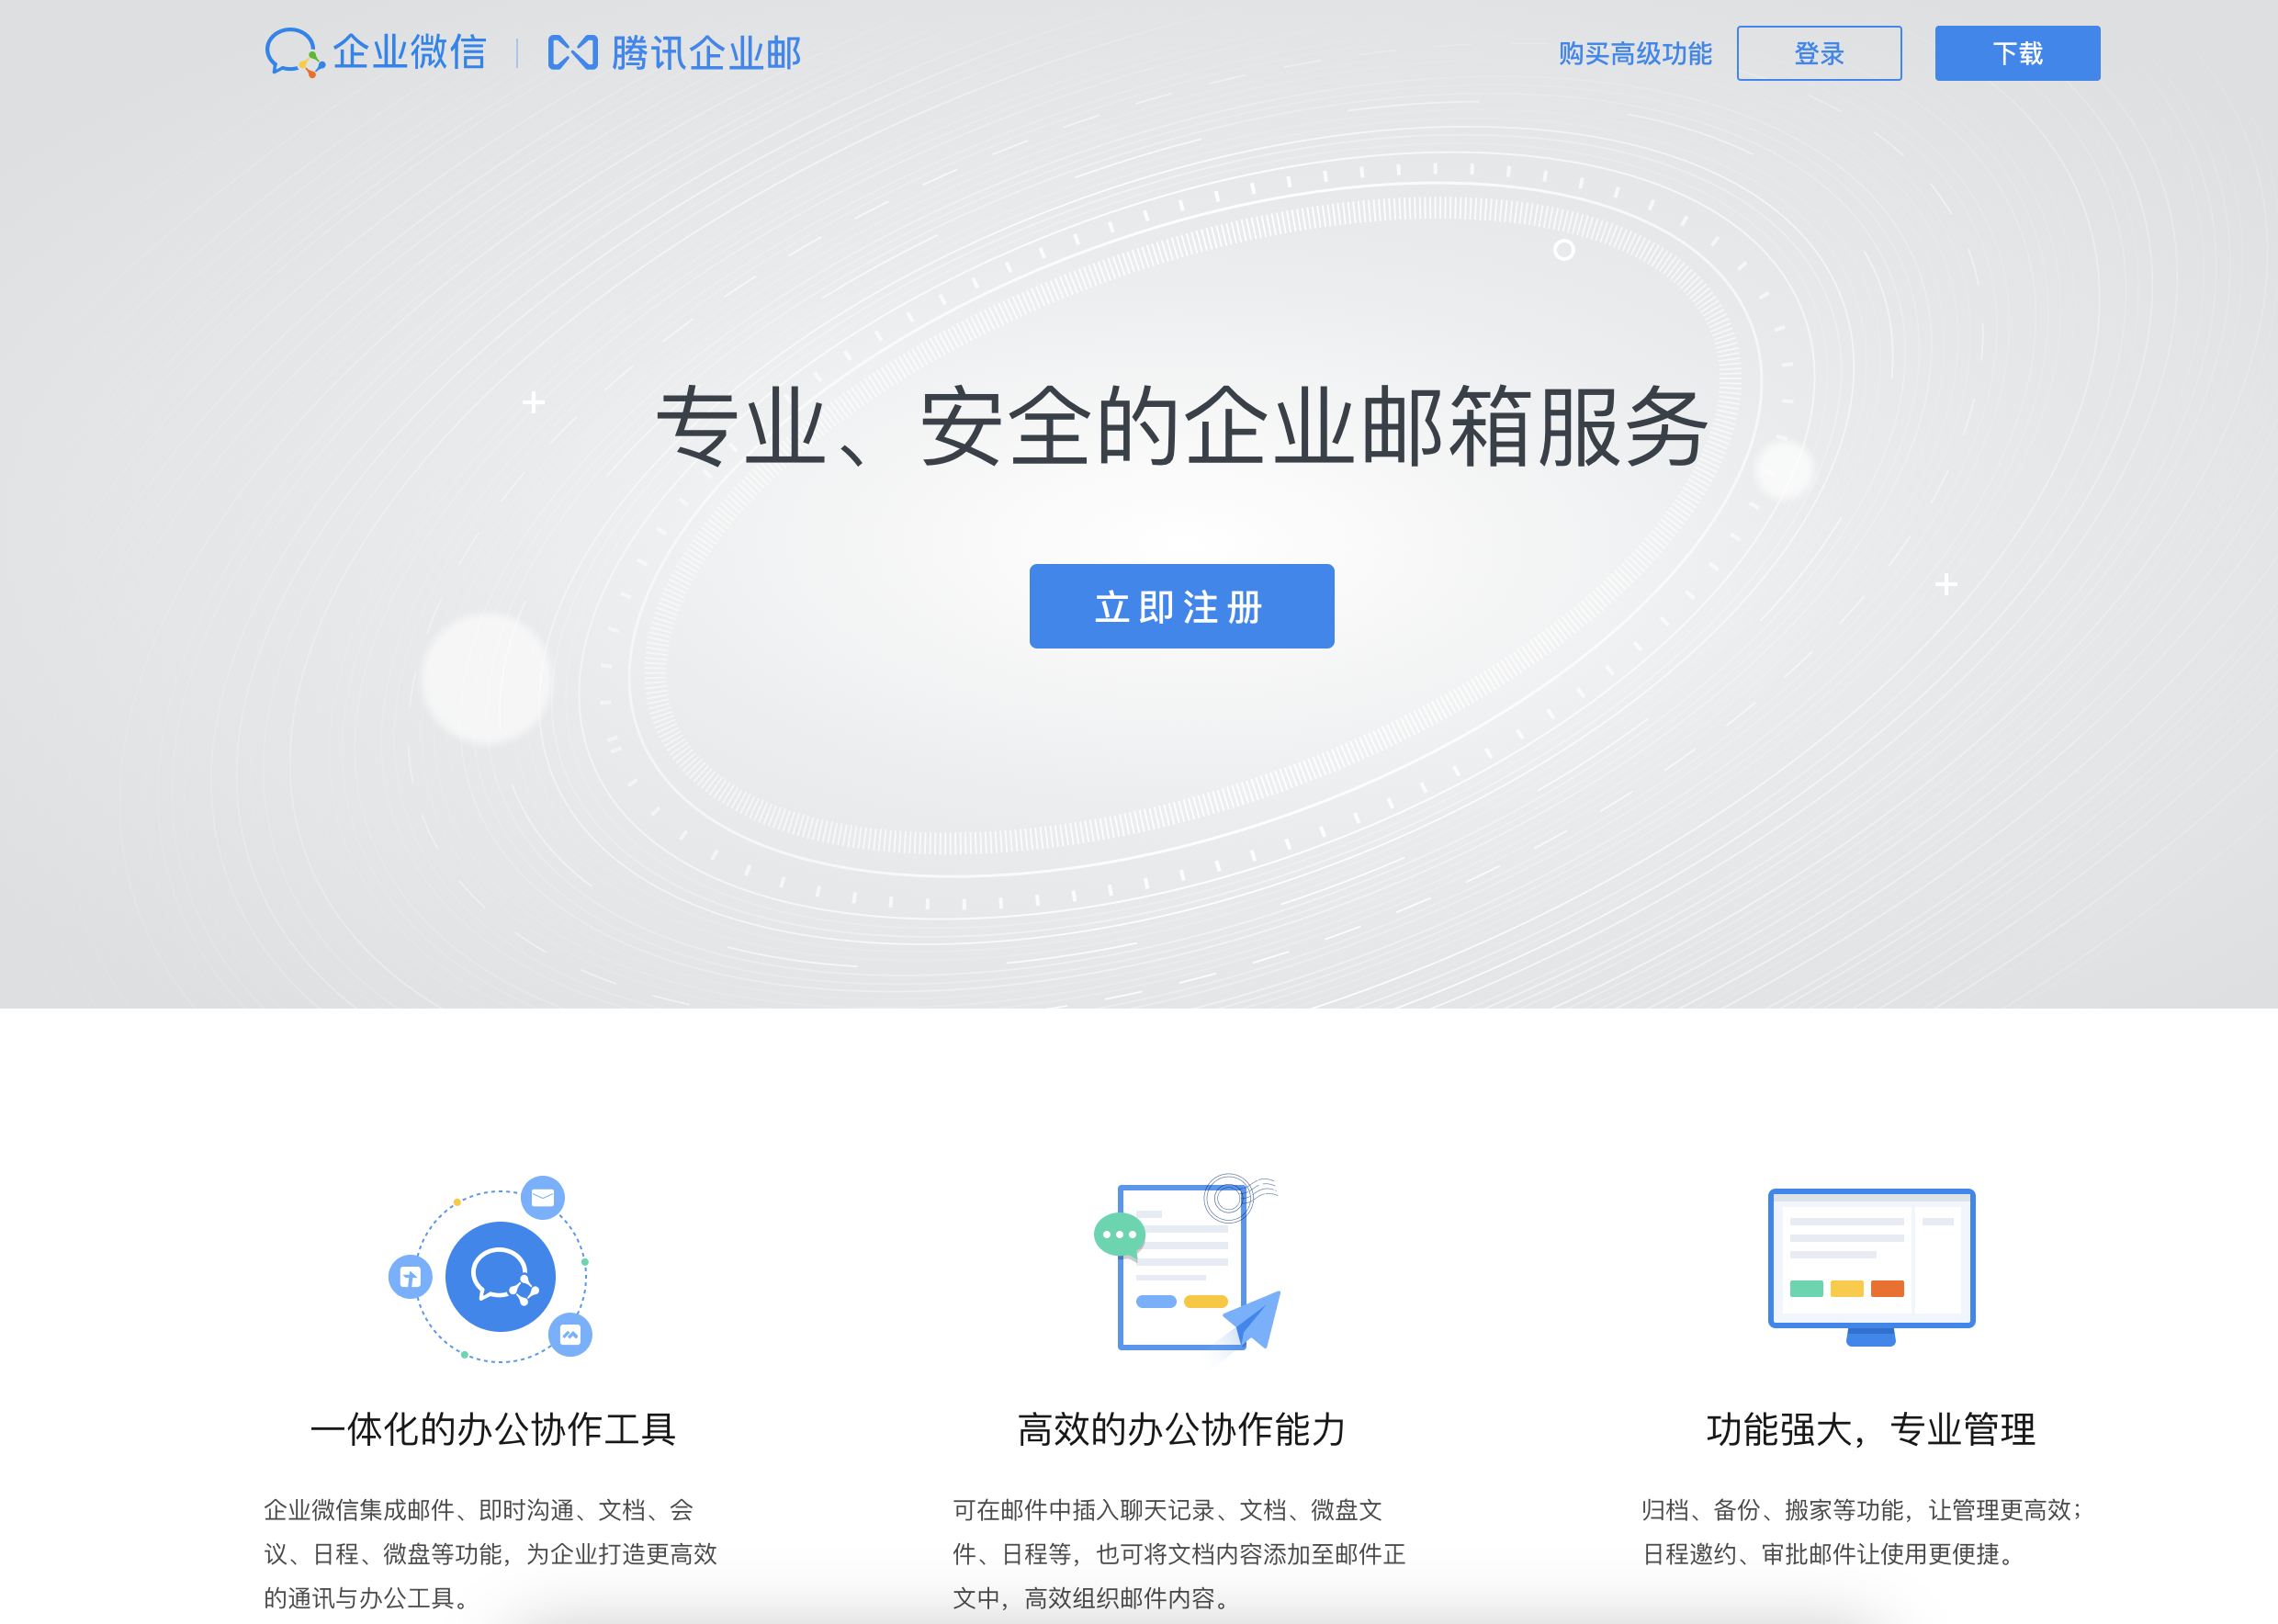 企业微信 | 腾讯企业邮
购买高级功能
登录
下载
专业、安全的企业邮箱服务
立即注册
一体化的办公协作工具
企业微信集成邮件、即时沟通、文档、会
议、日程、微盘等功能，为企业打造更高效
的通讯与办公工具。
高效的办公协作能力
可在邮件中插入聊天记录、文档、微盘文
件、日程等，也可将文档内容添加至邮件正
文中，高效组织邮件内容。
功能强大，专业管理
归档、备份、搬家等功能，让管理更高效；
日程邀约、审批邮件让使用更便捷。